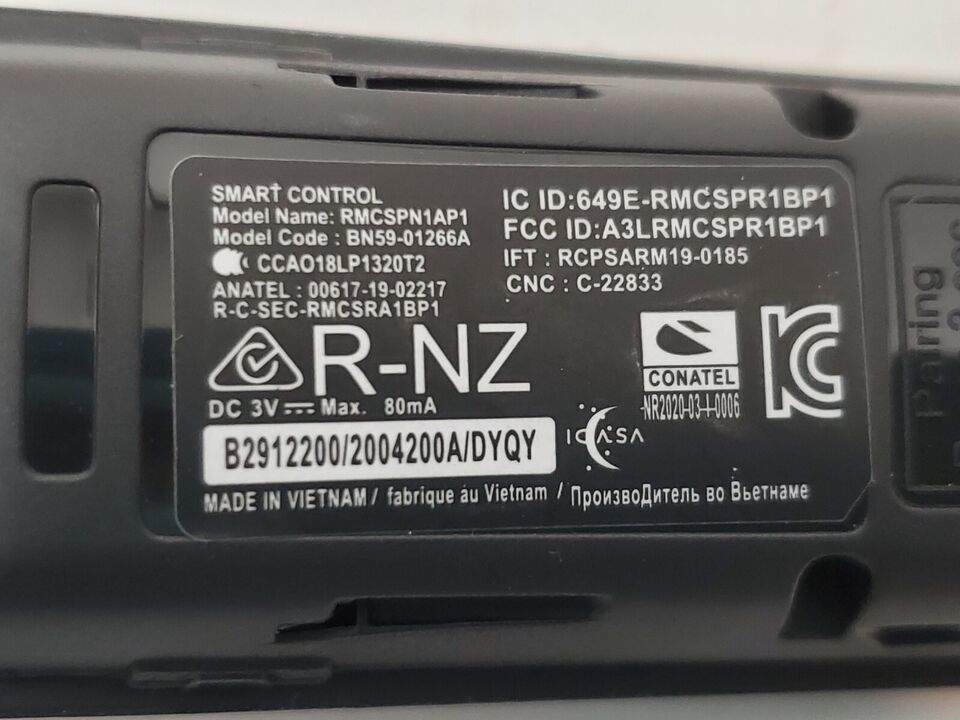 SMART CONTROL
Model Name: RMCSPN1AP1
Model Code : BN59-01266A
CCAO18LP1320T2
ANATEL : 00617-19-02217
R-C-SEC-RMCSRA1BP1
R-NZ
DC 3V Max. 80mA
B2912200/2004200A/DYQY
MADE IN VIETNAM / fabrique au Vietnam / ПроизвоДитель во Вьетнаме
IC ID:649E-RMCSPR1BP1
FCC ID:A3LRMCSPR1BP1
IFT : RCPSARM19-0185
CNC : C-22833
CONATEL
NR2020-03-I-0006
ICASA
Pairing